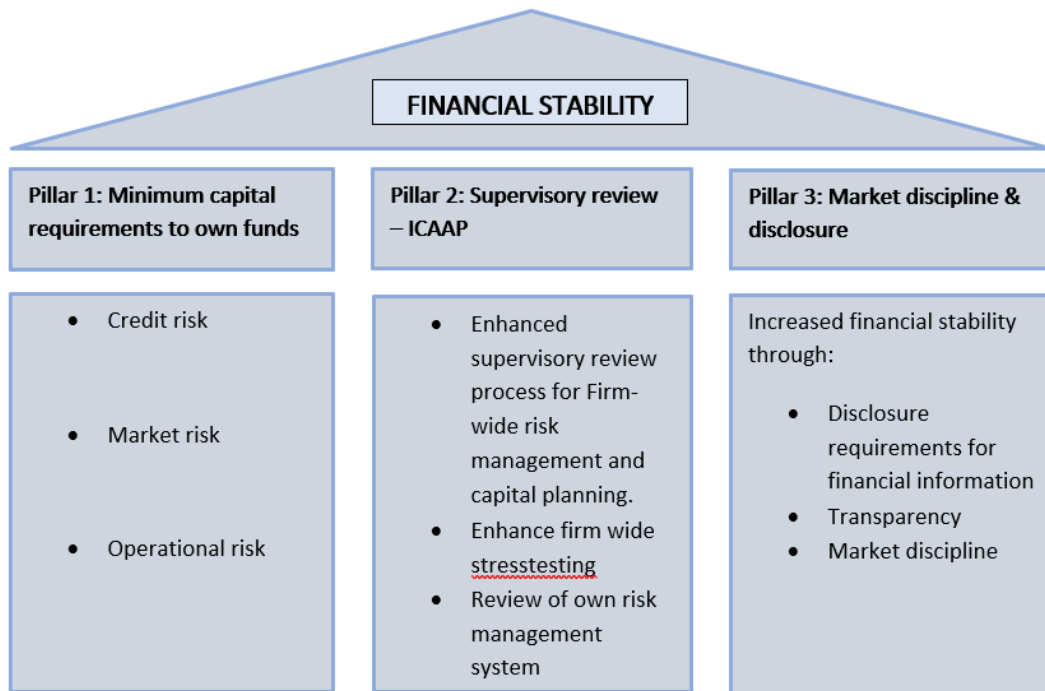 FINANCIAL STABILITY
Pillar 1: Minimum capital
requirements to own funds
• Credit risk
• Market risk
• Operational risk
Pillar 2: Supervisory review
– ICAAP
• Enhanced
supervisory review
process for Firm-
wide risk
management and
capital planning.
• Enhance firm wide
stresstesting
• Review of own risk
management
system
Pillar 3: Market discipline &
disclosure
Increased financial stability
through:
• Disclosure
requirements for
financial information
• Transparency
• Market discipline